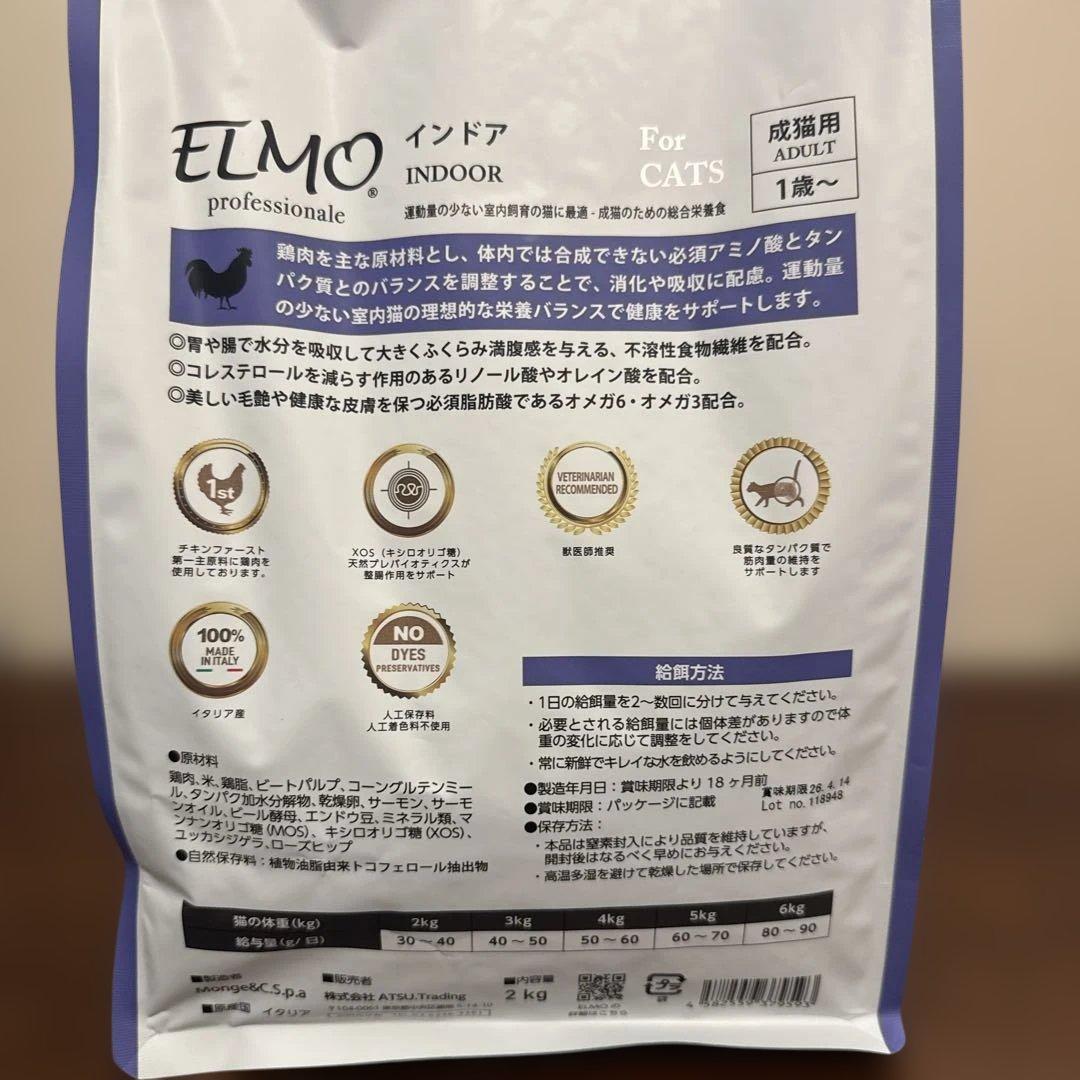 ELMO®
professionale
インドア
INDOOR
For
CATS
成猫用
ADULT
1歳～
運動量の少ない室内飼育の猫に最適 - 成猫のための総合栄養食
鶏肉を主な原材料とし、体内では合成できない必須アミノ酸とタン
パク質とのバランスを調整することで、消化や吸収に配慮。運動量
の少ない室内猫の理想的な栄養バランスで健康をサポートします。
◎胃や腸で水分を吸収して大きくふくらみ満腹感を与える、不溶性食物繊維を配合。
◎コレステロールを減らす作用のあるリノール酸やオレイン酸を配合。
◎美しい毛艶や健康な皮膚を保つ必須脂肪酸であるオメガ6・オメガ3配合。
1st
チキンファースト
第一主原料に鶏肉を
使用しております。
XOS（キシロオリゴ糖）
天然プレバイオティクスが
整腸作用をサポート
VETERINARIAN
RECOMMENDED
獣医師推奨
良質なタンパク質で
筋肉量の維持を
サポートします
100%
MADE
IN ITALY
イタリア産
NO
DYES
PRESERVATIVES
人工保存料
人工着色料不使用
給餌方法
・1日の給餌量を2～数回に分けて与えてください。
・必要とされる給餌量には個体差がありますので体
重の変化に応じて調整をしてください。
・常に新鮮でキレイな水を飲めるようにしてください。
●製造年月日：賞味期限より 18 ヶ月前
●賞味期限：パッケージに記載
賞味期限26. 4. 14
Lot no. 118948
●保存方法：
・本品は窒素封入により品質を維持していますが、
開封後はなるべく早めにお与えください。
・高温多湿を避けて乾燥した場所で保存してください。
●原材料
鶏肉、米、鶏脂、ビートパルプ、コーングルテンミー
ル、タンパク加水分解物、乾燥卵、サーモン、サーモ
ンオイル、ビール酵母、エンドウ豆、ミネラル類、マ
ンナンオリゴ糖（MOS）、キシロオリゴ糖（XOS）、
ユッカシジゲラ、ローズヒップ
●自然保存料：植物油脂由来トコフェロール抽出物
猫の体重（kg） 2kg 3kg 4kg 5kg 6kg
給与量（g/ 日） 30～40 40～50 50～60 60～70 80～90
■製造者
Monge&C.S.p.a
■原産国 イタリア
■販売者
株式会社 ATSU.Trading
■内容量
2 kg
ELMO の
プラ